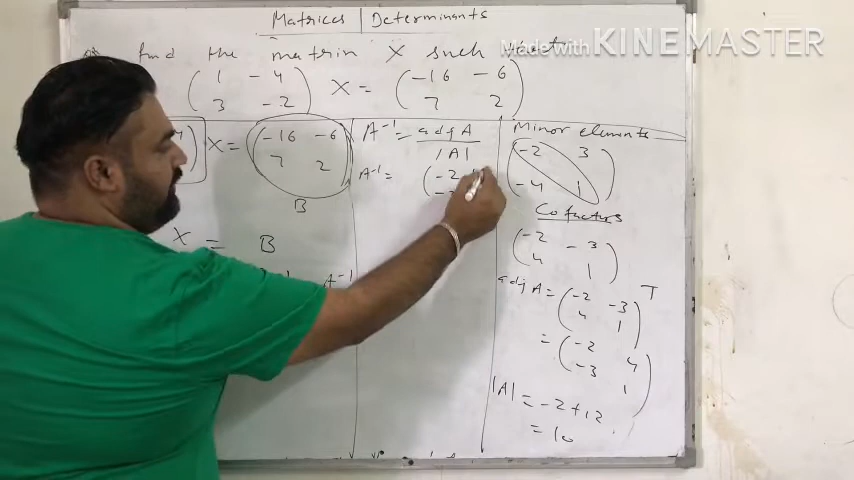 Matrices | Determinants
find the matrix X such that
Made with KINEMASTER
( 1 -4 ) X = ( -16 -6 )
( 3 -2 ) ( 7 2 )
X = ( -16 -6 )
( 7 2 )
B
X = B
A⁻¹
A⁻¹ = adj A
|A|
A⁻¹ = ( -2
Minor elements
( -2 3 )
( -4 1 )
Cofactors
( -2 -3 )
( 4 1 )
adj A = ( -2 -3 ) T
( 4 1 )
= ( -2 4 )
( -3 1 )
|A| = -2 + 12
= 10